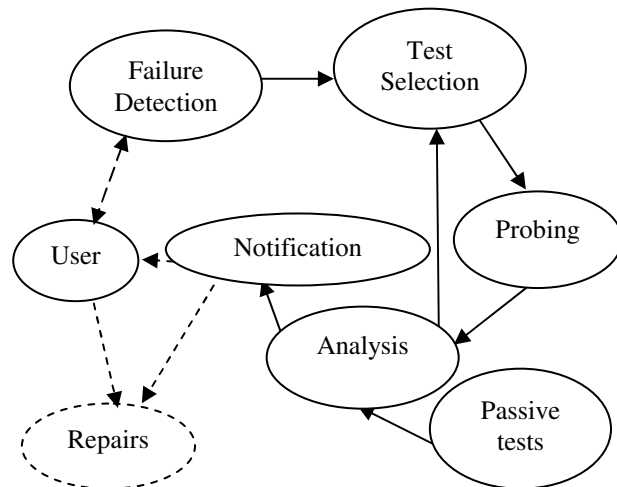 Failure
Detection
Test
Selection
User
Notification
Probing
Analysis
Repairs
Passive
tests